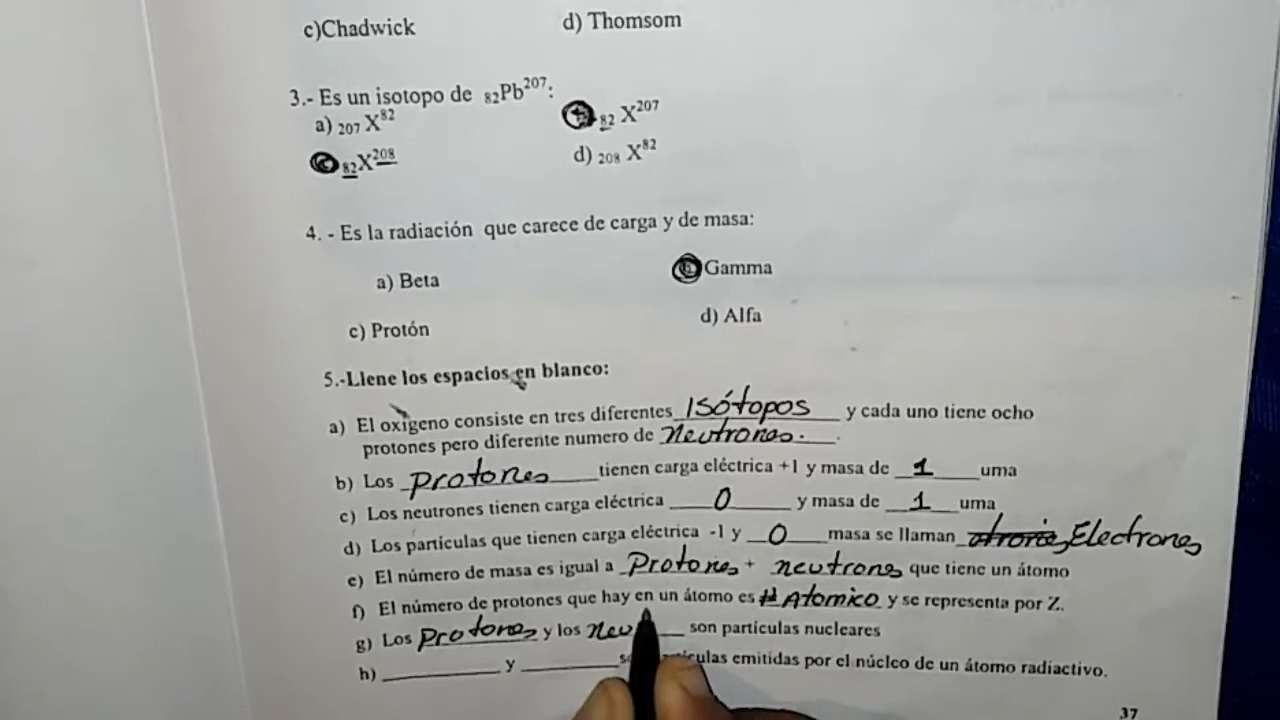 c)Chadwick d) Thomsom
3.- Es un isotopo de 82Pb207:
a) 207 X82 82 X207
c 82X208 d) 208 X82
4. - Es la radiación que carece de carga y de masa:
a) Beta Gamma
c) Protón d) Alfa
5.-Llene los espacios en blanco:
a) El oxígeno consiste en tres diferentes Isótopos y cada uno tiene ocho
protones pero diferente numero de Neutrones.
b) Los Protones tienen carga eléctrica +1 y masa de 1 uma
c) Los neutrones tienen carga eléctrica 0 y masa de 1 uma
d) Los partículas que tienen carga eléctrica -1 y 0 masa se llaman Electrones
e) El número de masa es igual a Protones + neutrones que tiene un átomo
f) El número de protones que hay en un átomo es # Atomico y se representa por Z.
g) Los protones y los neu son partículas nucleares
h) y emitidas por el núcleo de un átomo radiactivo.
37